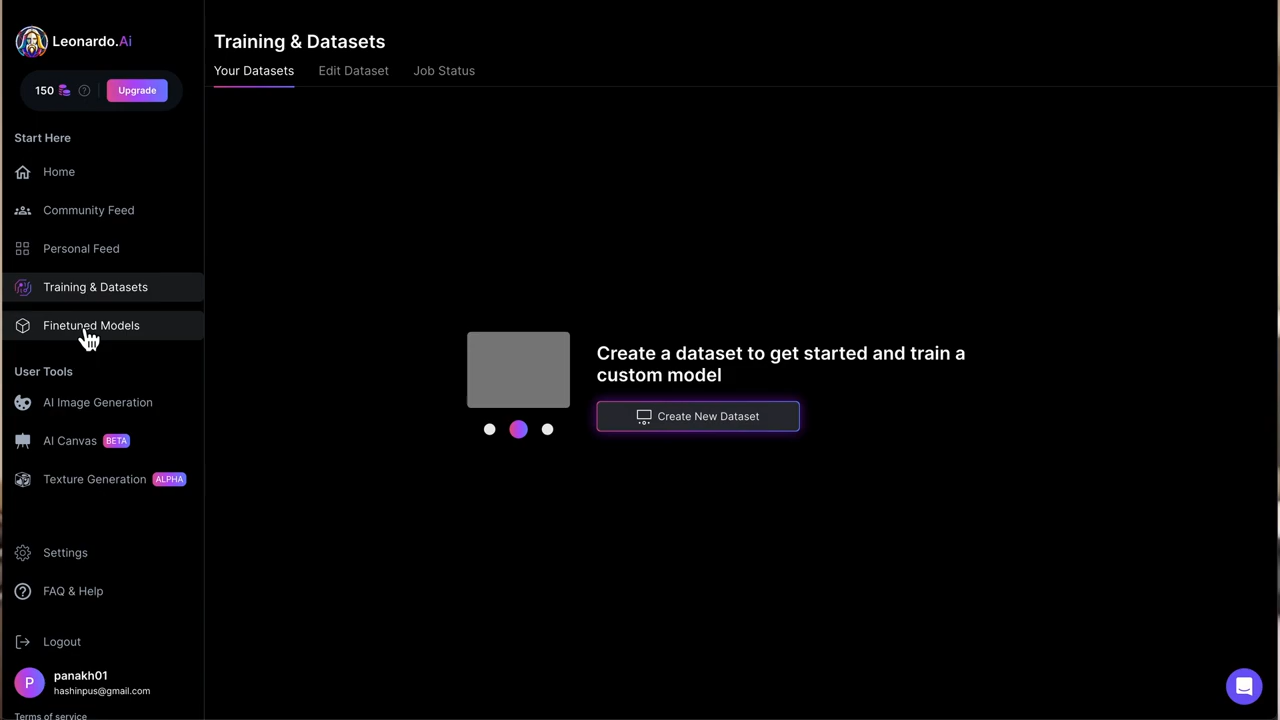 Leonardo.Ai
150
Upgrade
Start Here
Home
Community Feed
Personal Feed
Training & Datasets
Finetuned Models
User Tools
AI Image Generation
AI Canvas BETA
Texture Generation ALPHA
Settings
FAQ & Help
Logout
P
panakh01
hashinpus@gmail.com
Terms of service
Training & Datasets
Your Datasets Edit Dataset Job Status
Create a dataset to get started and train a
custom model
Create New Dataset